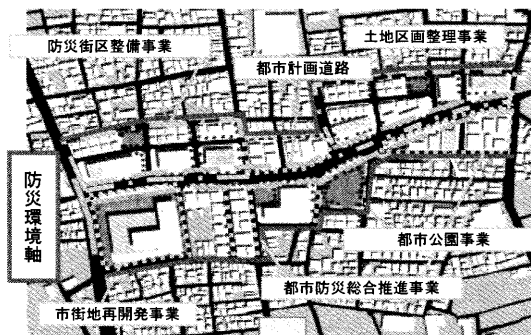 防災街区整備事業
土地区画整理事業
都市計画道路
防災環境軸
都市公園事業
都市防災総合推進事業
市街地再開発事業